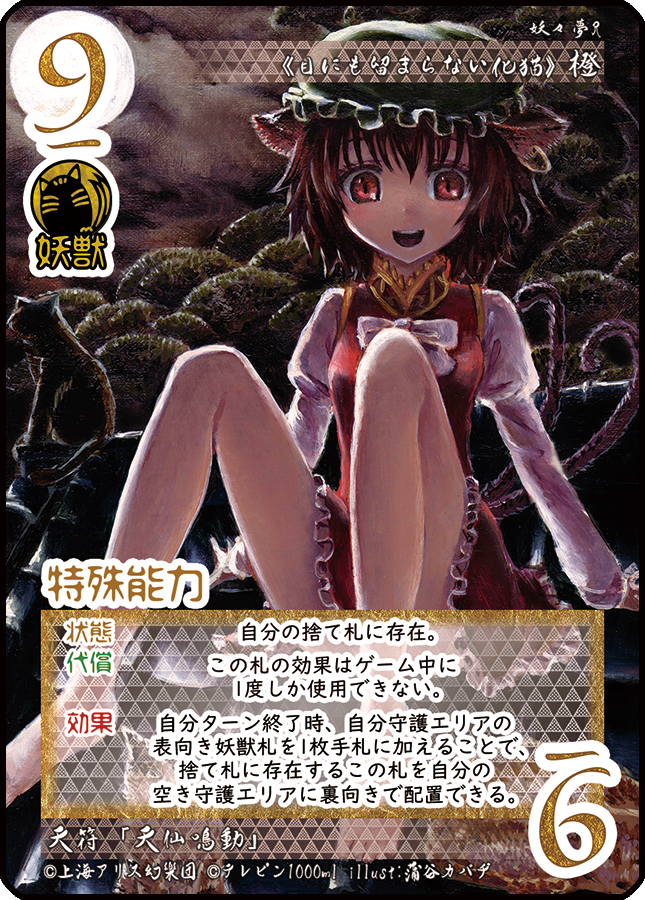 妖々夢R
《目にも留まらない化猫》 橙
9
妖獣
特殊能力
状態 自分の捨て札に存在。
代償 この札の効果はゲーム中に
1度しか使用できない。
効果 自分ターン終了時、自分守護エリアの
表向き妖獣札を1枚手札に加えることで、
捨て札に存在するこの札を自分の
空き守護エリアに裏向きで配置できる。
6
天符 「天仙鳴動」
©上海アリス幻樂団 ©テレピン1000ml illust:蒲谷カバヂ